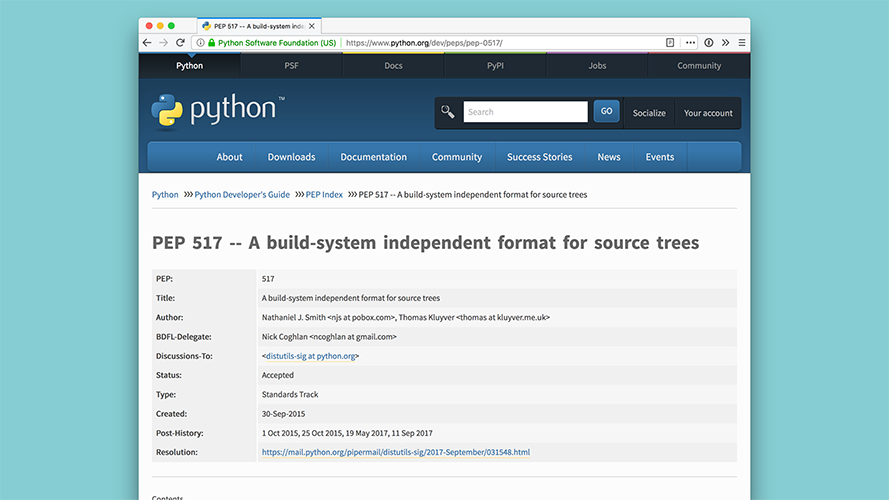 PEP 517 -- A build-system inde
Python Software Foundation (US) https://www.python.org/dev/peps/pep-0517/
Python PSF Docs PyPI Jobs Community
python™
Search GO Socialize Your account
About Downloads Documentation Community Success Stories News Events
Python >>> Python Developer's Guide >>> PEP Index >>> PEP 517 -- A build-system independent format for source trees
PEP 517 -- A build-system independent format for source trees
PEP: 517
Title: A build-system independent format for source trees
Author: Nathaniel J. Smith <njs at pobox.com>, Thomas Kluyver <thomas at kluyver.me.uk>
BDFL-Delegate: Nick Coghlan <ncoghlan at gmail.com>
Discussions-To: <distutils-sig at python.org>
Status: Accepted
Type: Standards Track
Created: 30-Sep-2015
Post-History: 1 Oct 2015, 25 Oct 2015, 19 May 2017, 11 Sep 2017
Resolution: https://mail.python.org/pipermail/distutils-sig/2017-September/031548.html
Contents